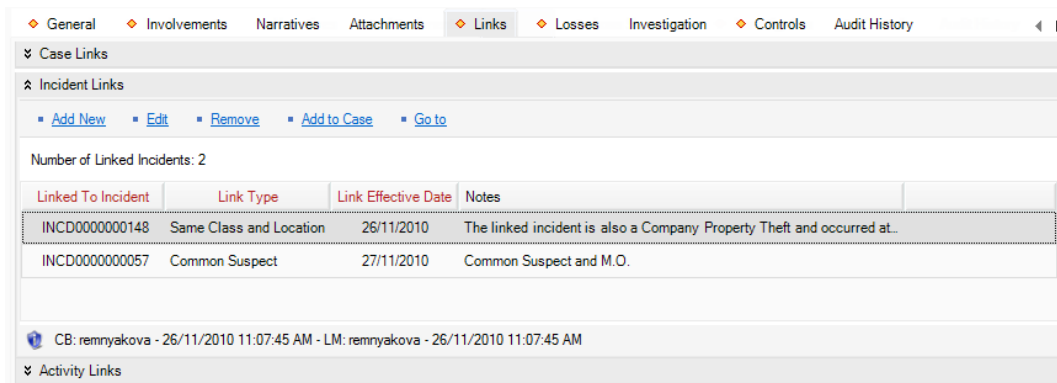 General Involvements Narratives Attachments Links Losses Investigation Controls Audit History
Case Links
Incident Links
Add New Edit Remove Add to Case Go to
Number of Linked Incidents: 2
Linked To Incident Link Type Link Effective Date Notes
INCD0000000148 Same Class and Location 26/11/2010 The linked incident is also a Company Property Theft and occurred at...
INCD0000000057 Common Suspect 27/11/2010 Common Suspect and M.O.
CB: remnyakova - 26/11/2010 11:07:45 AM - LM: remnyakova - 26/11/2010 11:07:45 AM
Activity Links